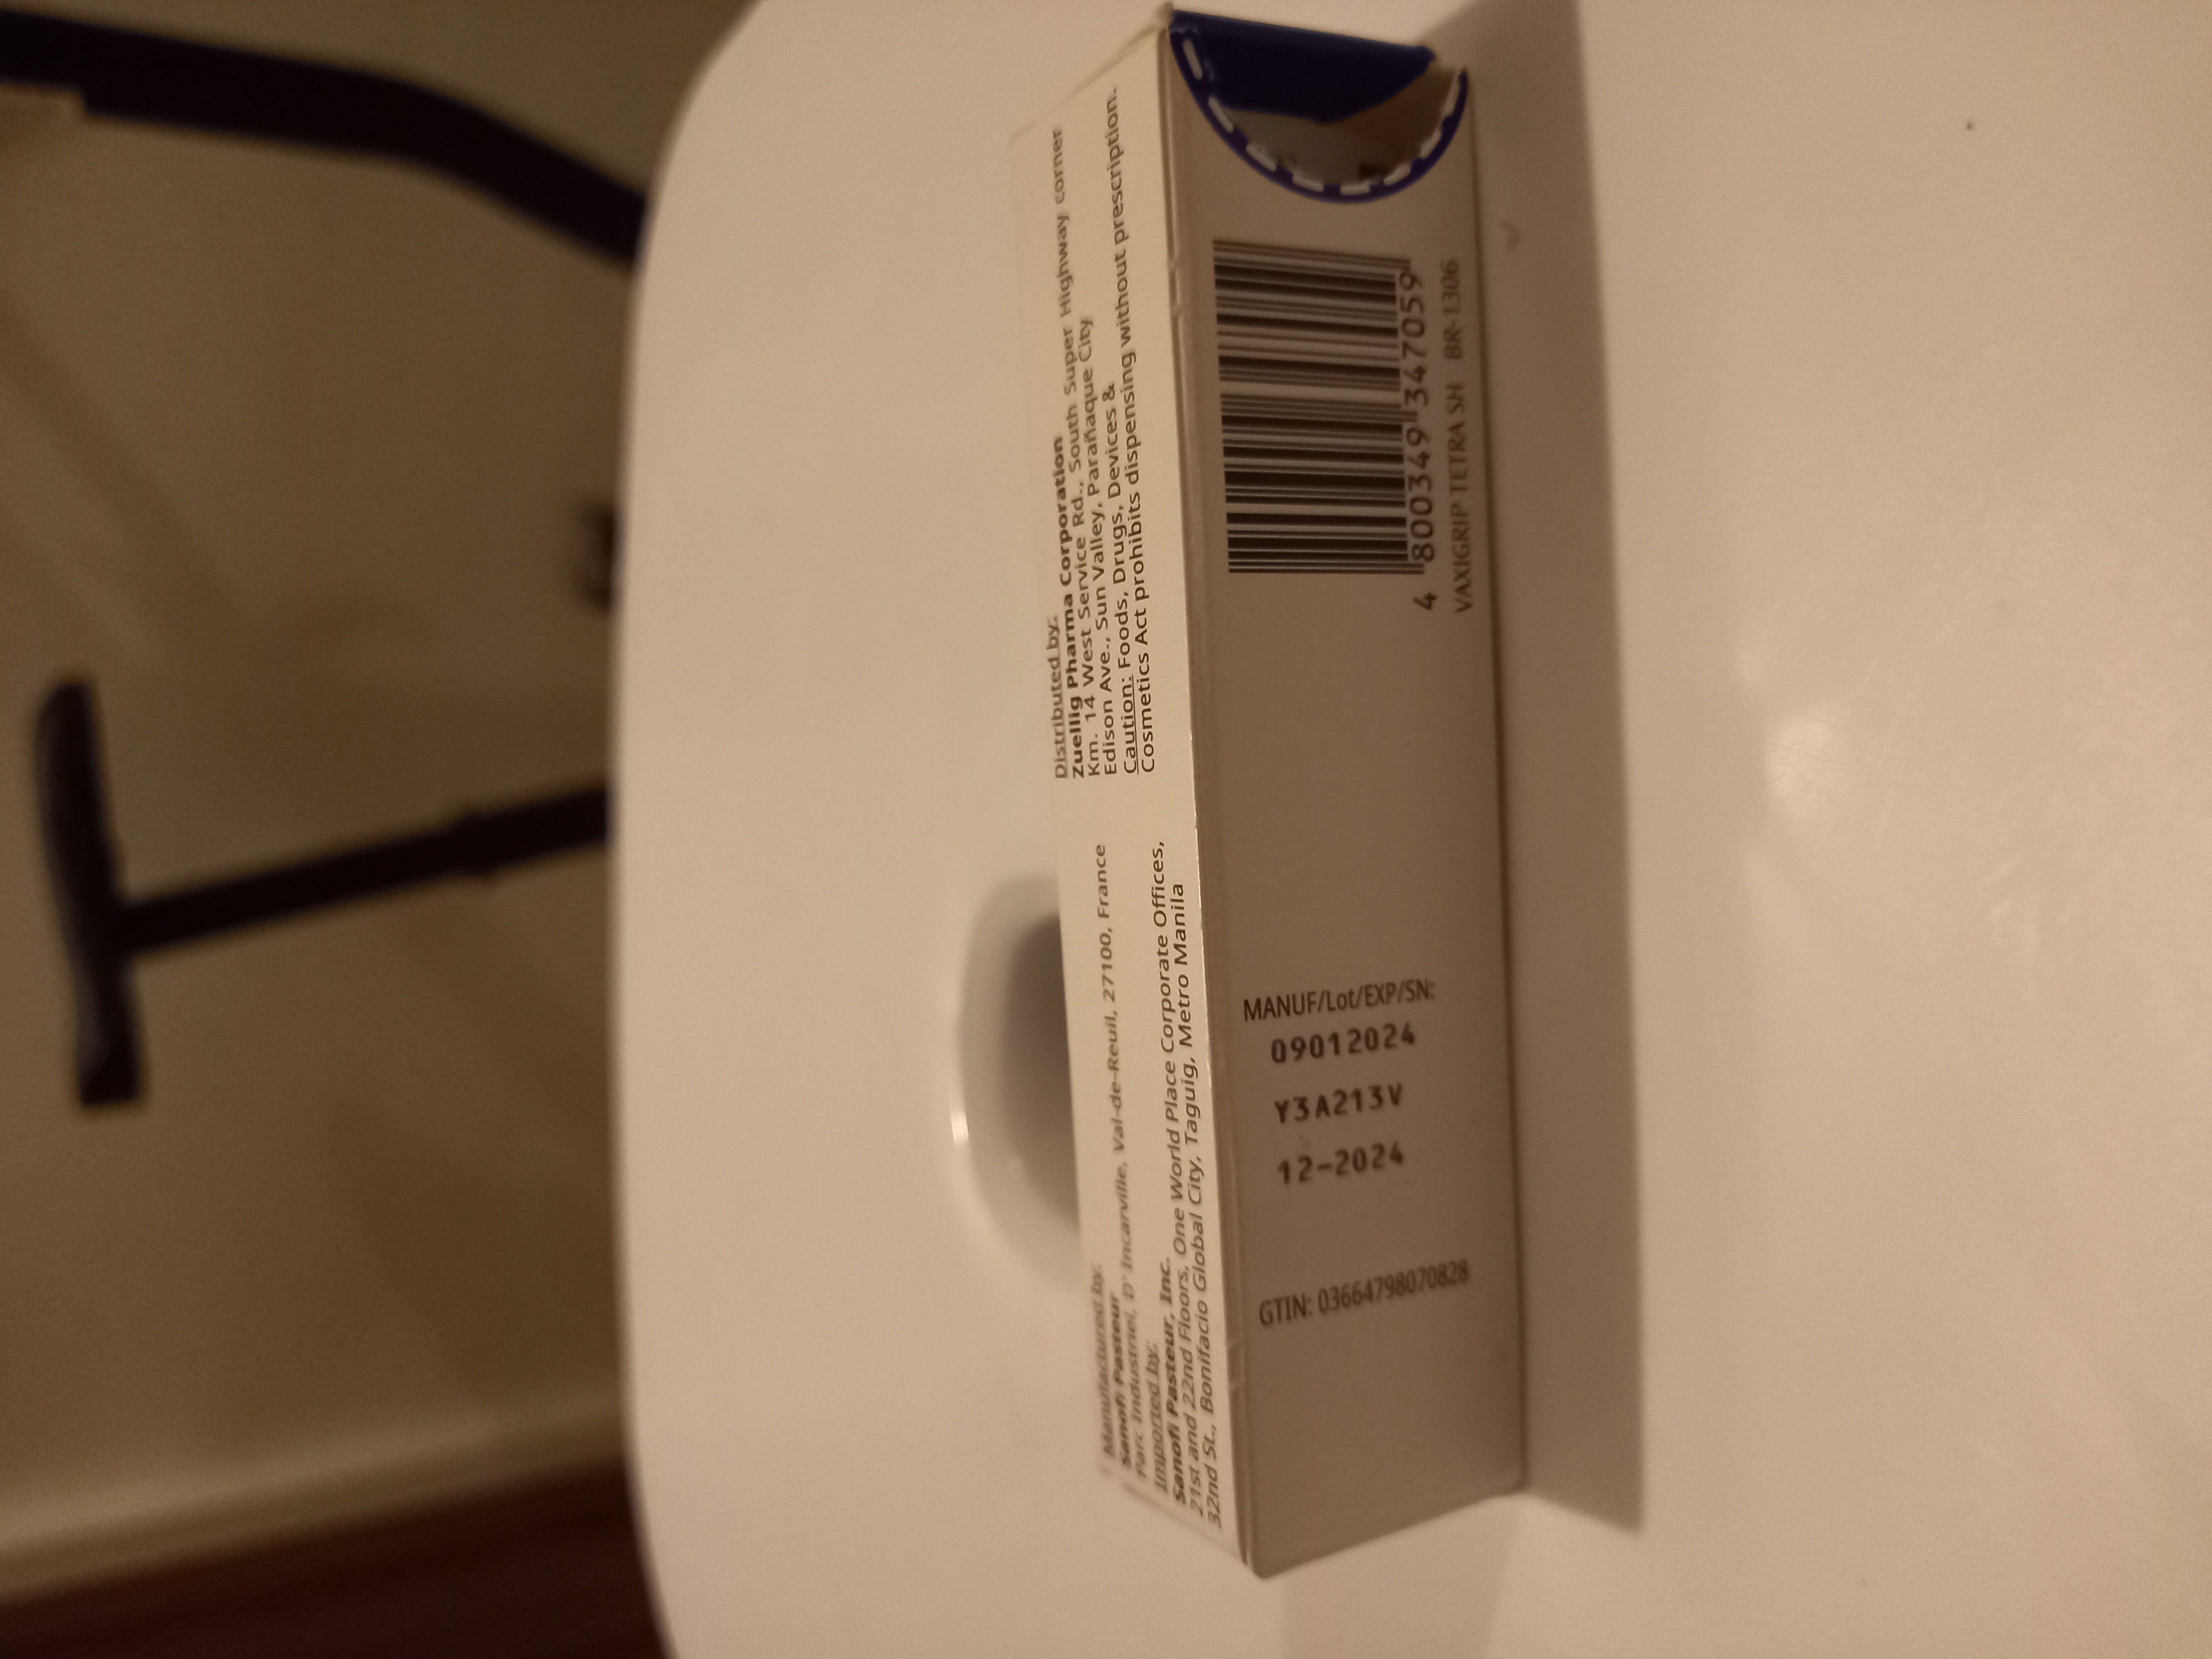 Manufactured by:
Sanofi Pasteur
Parc Industriel, D' Incarville, Val-de-Reuil, 27100, France
Imported by:
Sanofi Pasteur, Inc.
21st and 22nd Floors, One World Place Corporate Offices,
32nd St., Bonifacio Global City, Taguig, Metro Manila
Distributed by:
Zuellig Pharma Corporation
Km. 14 West Service Rd., South Super Highway corner
Edison Ave., Sun Valley, Parañaque City
Caution: Foods, Drugs, Devices &
Cosmetics Act prohibits dispensing without prescription.
MANUF/Lot/EXP/SN:
09012024
Y3A213V
12-2024
GTIN: 03664798070828
4 800349 347059
VAXIGRIP TETRA SH BR-1306